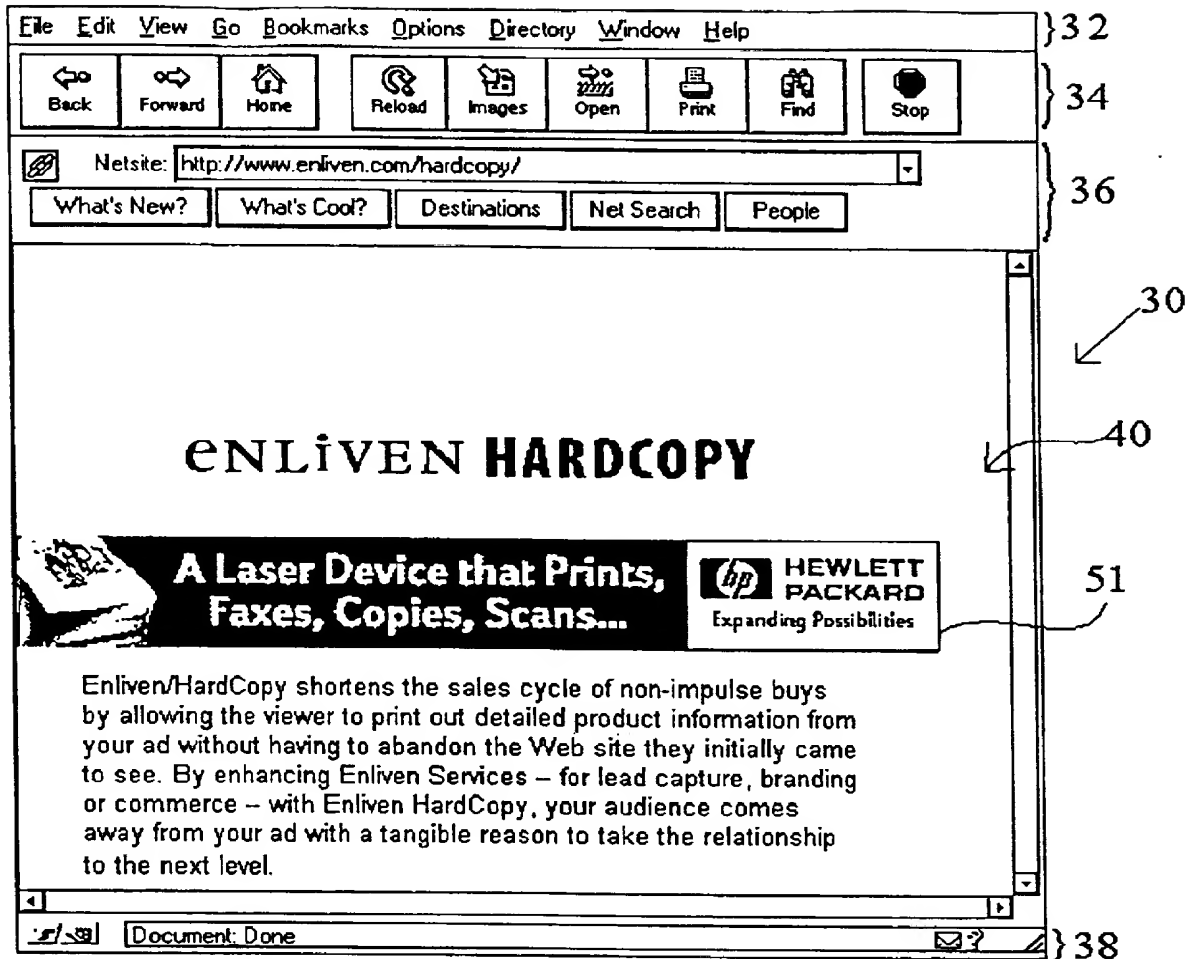 File Edit View Go Bookmarks Options Directory Window Help }32
Back Forward Home Reload Images Open Print Find Stop 34
Netsite: http://www.enliven.com/hardcopy/
36
What's New? What's Cool? Destinations Net Search People
30
40
eNLiVEN HARDCOPY
A Laser Device that Prints,
Faxes, Copies, Scans...
hp HEWLETT
PACKARD
Expanding Possibilities
51
Enliven/HardCopy shortens the sales cycle of non-impulse buys
by allowing the viewer to print out detailed product information from
your ad without having to abandon the Web site they initially came
to see. By enhancing Enliven Services – for lead capture, branding
or commerce – with Enliven HardCopy, your audience comes
away from your ad with a tangible reason to take the relationship
to the next level.
Document: Done
38